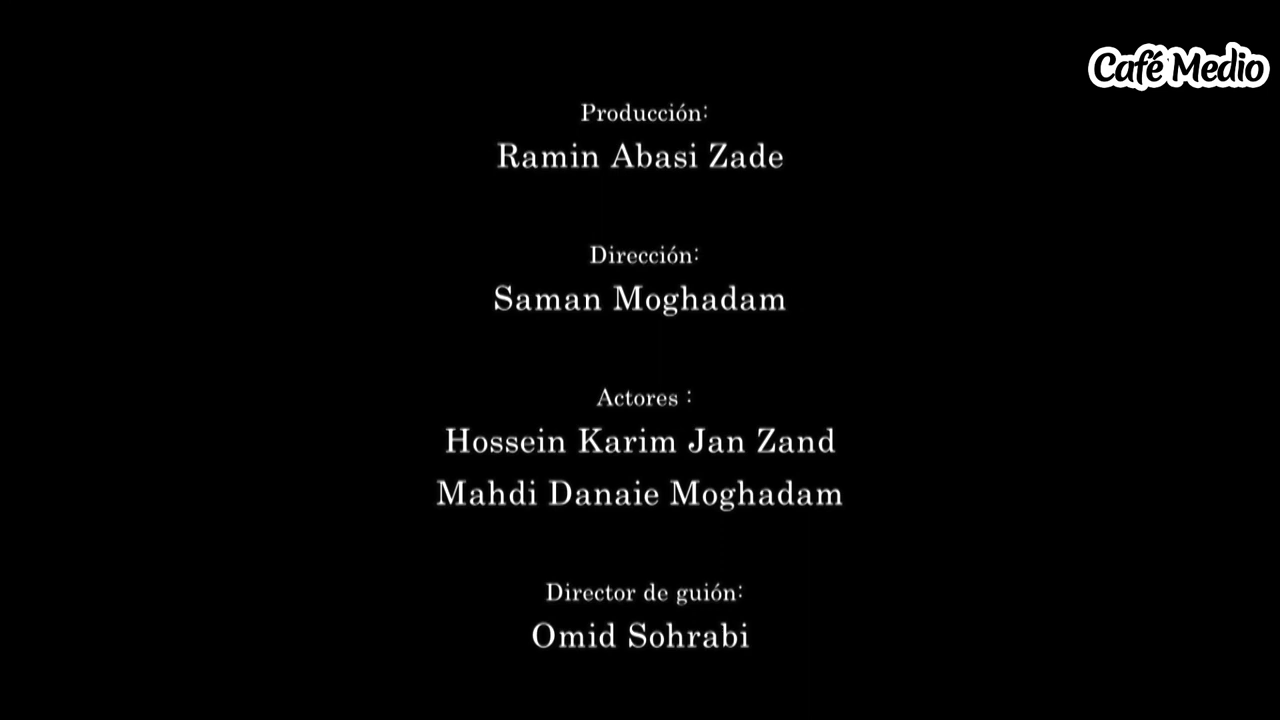 Café Medio
Producción:
Ramin Abasi Zade
Dirección:
Saman Moghadam
Actores :
Hossein Karim Jan Zand
Mahdi Danaie Moghadam
Director de guión:
Omid Sohrabi